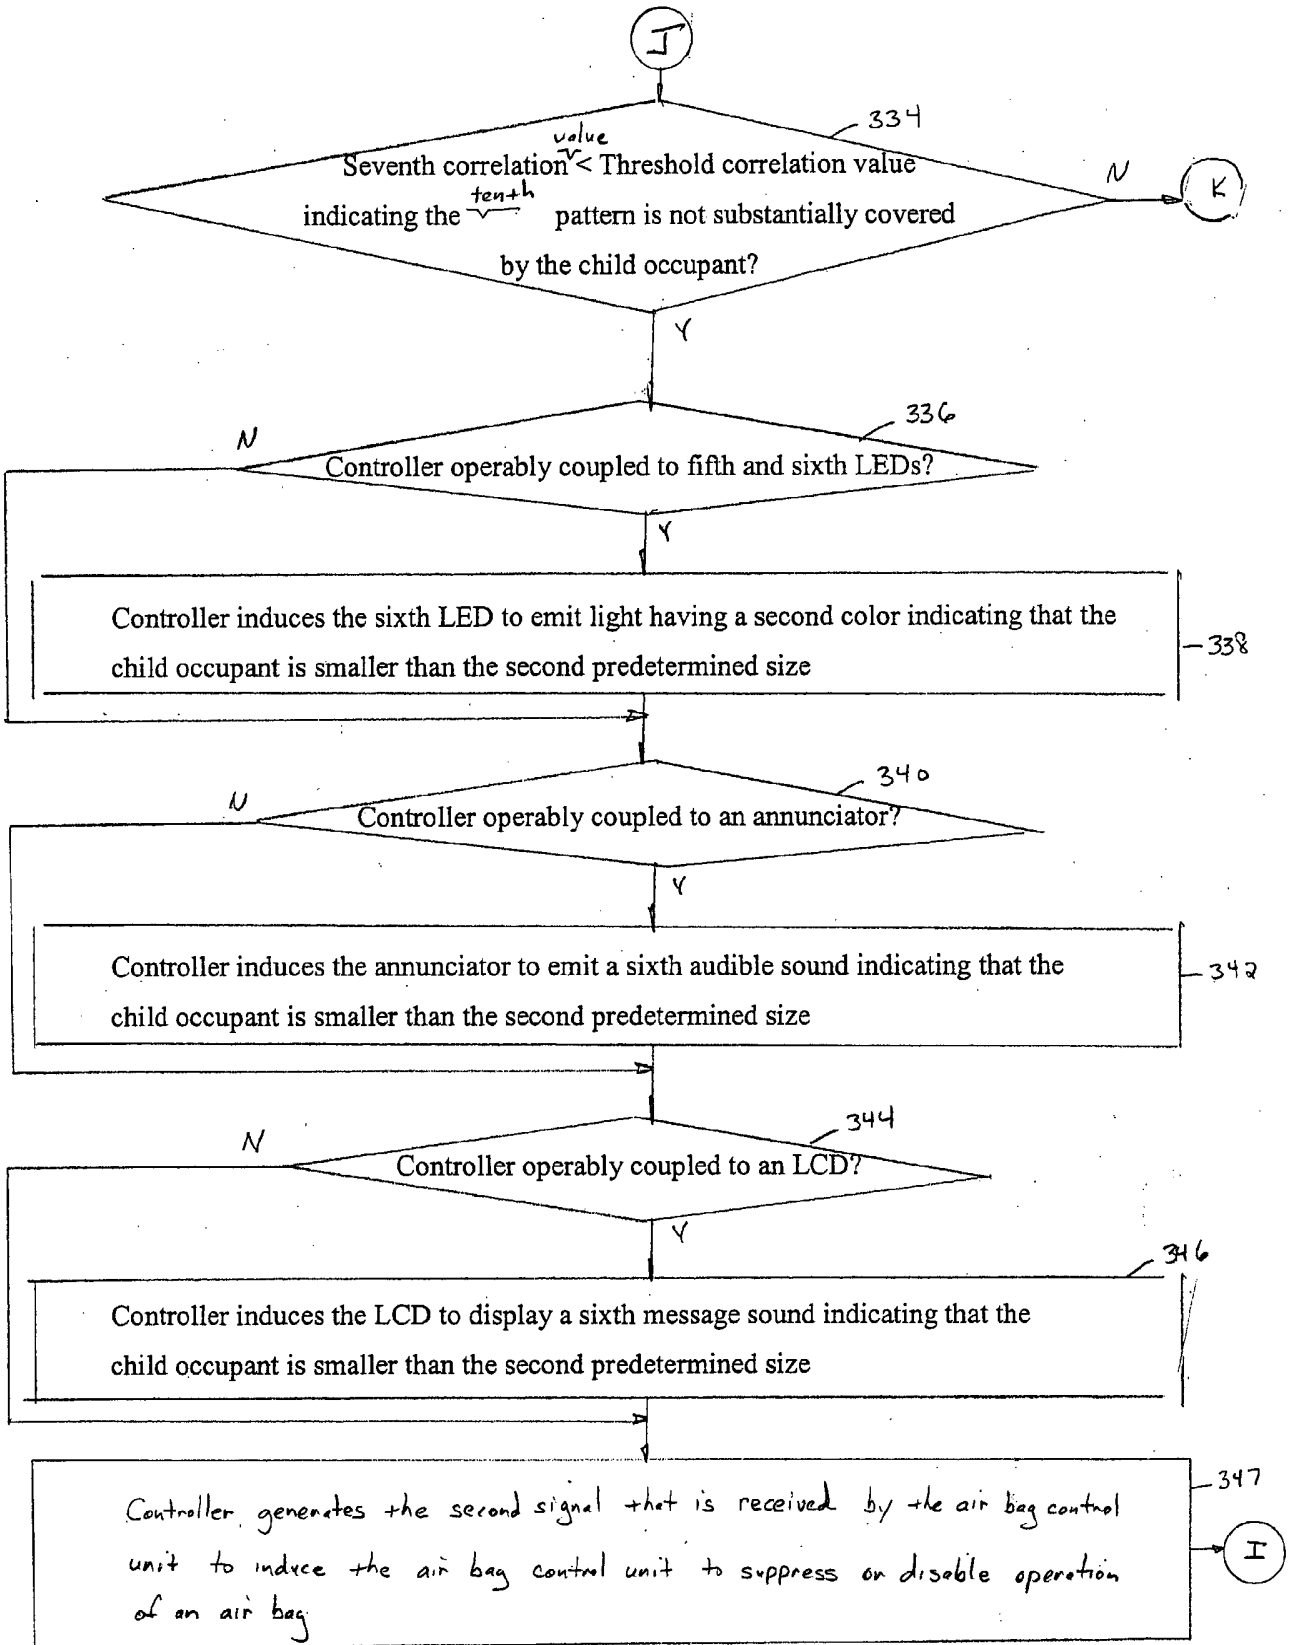 J
334
value
Seventh correlation < Threshold correlation value
N
K
tenth
indicating the pattern is not substantially covered
by the child occupant?
Y
336
N
Controller operably coupled to fifth and sixth LEDs?
Y
Controller induces the sixth LED to emit light having a second color indicating that the
child occupant is smaller than the second predetermined size
338
340
N
Controller operably coupled to an annunciator?
Y
Controller induces the annunciator to emit a sixth audible sound indicating that the
child occupant is smaller than the second predetermined size
342
344
N
Controller operably coupled to an LCD?
Y
346
Controller induces the LCD to display a sixth message sound indicating that the
child occupant is smaller than the second predetermined size
347
Controller generates the second signal that is received by the air bag control
unit to induce the air bag control unit to suppress or disable operation
of an air bag
I